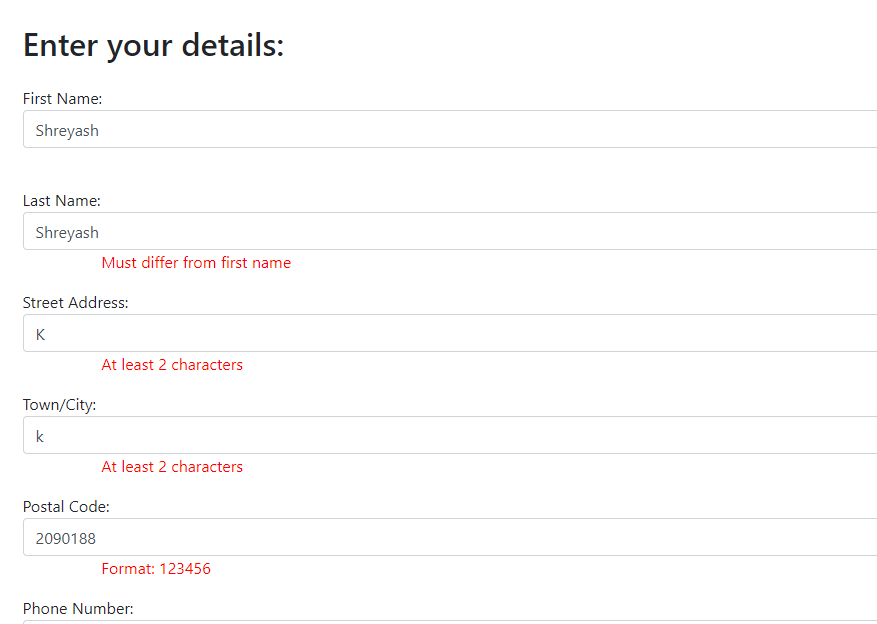 Enter your details:
First Name:
Shreyash
Last Name:
Shreyash
Must differ from first name
Street Address:
K
At least 2 characters
Town/City:
k
At least 2 characters
Postal Code:
2090188
Format: 123456
Phone Number: